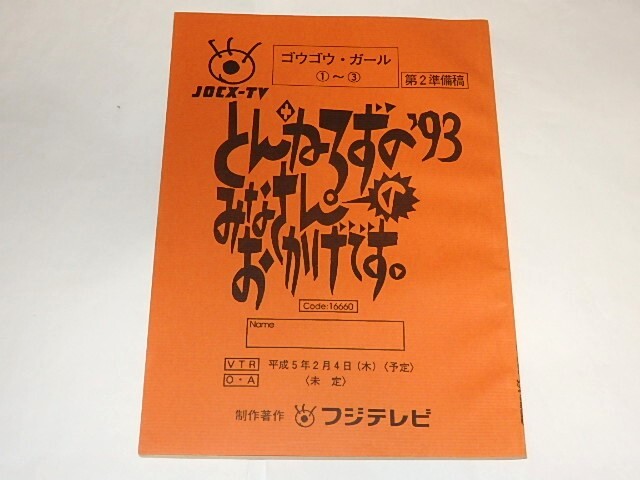 ゴウゴウ・ガール
①〜③
第2準備稿
JOCX-TV
とんねるずの'93
みなさんの
おかげです。
Code:16660
Name
VTR 平成5年2月4日(木)〈予定〉
O・A 〈未 定〉
制作著作 フジテレビ